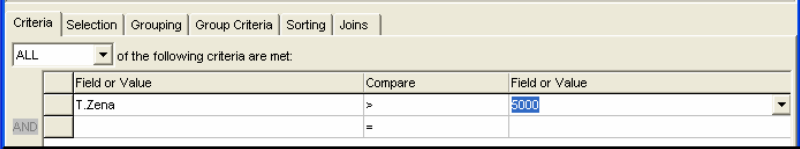 Criteria Selection Grouping Group Criteria Sorting Joins
ALL of the following criteria are met:
Field or Value Compare Field or Value
T.Zena > 5000
AND =